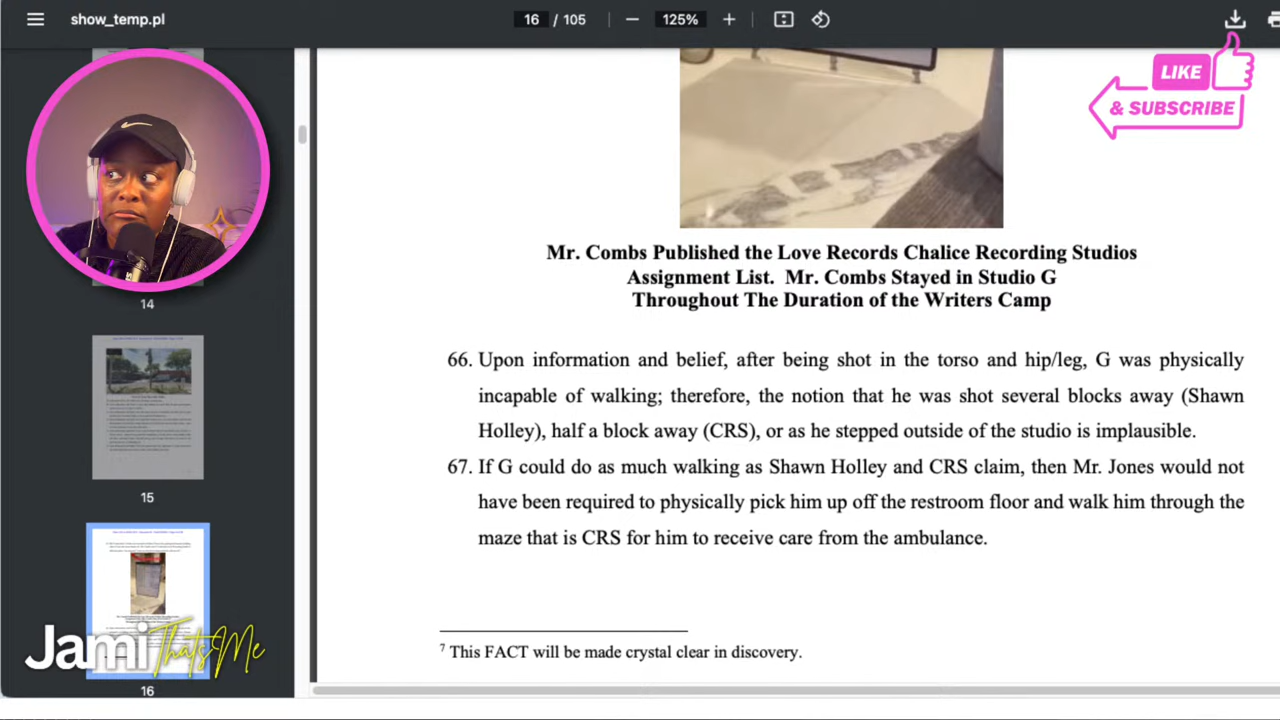 show_temp.pl
16 / 105
125%
LIKE
& SUBSCRIBE
Mr. Combs Published the Love Records Chalice Recording Studios
Assignment List. Mr. Combs Stayed in Studio G
Throughout The Duration of the Writers Camp
14
66. Upon information and belief, after being shot in the torso and hip/leg, G was physically
incapable of walking; therefore, the notion that he was shot several blocks away (Shawn
Holley), half a block away (CRS), or as he stepped outside of the studio is implausible.
67. If G could do as much walking as Shawn Holley and CRS claim, then Mr. Jones would not
have been required to physically pick him up off the restroom floor and walk him through the
maze that is CRS for him to receive care from the ambulance.
15
Jami That's Me
7 This FACT will be made crystal clear in discovery.
16